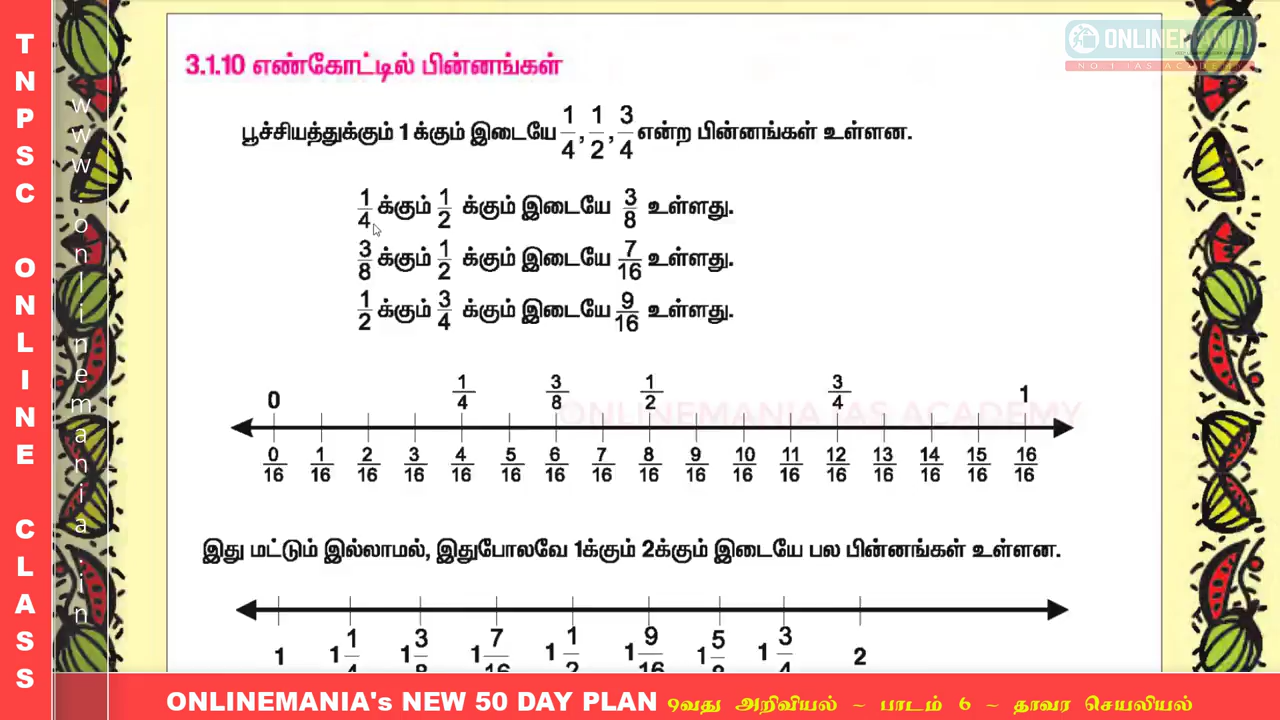 TNPSC ONLINE CLASS
www.onlinemania.in
ONLINEMANIA
NO 1 IAS ACADEMY
3.1.10 எண்கோட்டில் பின்னங்கள்
பூச்சியத்துக்கும் 1க்கும் இடையே 1/4, 1/2, 3/4 என்ற பின்னங்கள் உள்ளன.
1/4 க்கும் 1/2 க்கும் இடையே 3/8 உள்ளது.
3/8 க்கும் 1/2 க்கும் இடையே 7/16 உள்ளது.
1/2 க்கும் 3/4 க்கும் இடையே 9/16 உள்ளது.
0 1/4 3/8 1/2 3/4 1
ONLINEMANIA IAS ACADEMY
0/16 1/16 2/16 3/16 4/16 5/16 6/16 7/16 8/16 9/16 10/16 11/16 12/16 13/16 14/16 15/16 16/16
இது மட்டும் இல்லாமல், இதுபோலவே 1க்கும் 2க்கும் இடையே பல பின்னங்கள் உள்ளன.
1 1 1/4 1 3/8 1 7/16 1 1/2 1 9/16 1 5/8 1 3/4 2
ONLINEMANIA's NEW 50 DAY PLAN 9வது அறிவியல் ~ பாடம் 6 ~ தாவர செயலியல்